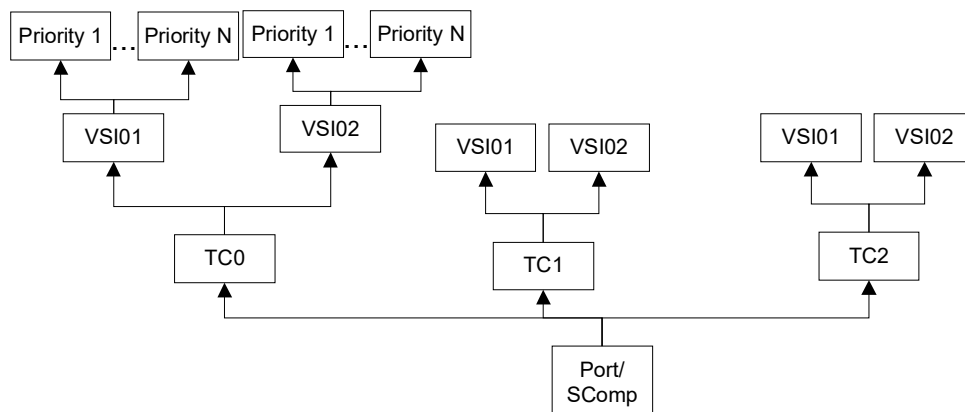 Priority 1 ... Priority N Priority 1 ... Priority N
VSI01 VSI02
VSI01 VSI02 VSI01 VSI02
TC0 TC1 TC2
Port/
SComp